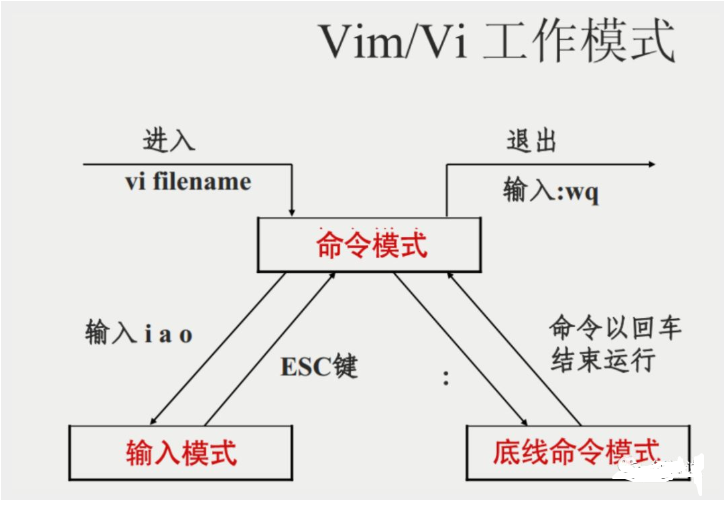 Vim/Vi 工作模式
进入
vi filename
退出
输入:wq
命令模式
输入 i a o
ESC键
:
命令以回车
结束运行
输入模式
底线命令模式